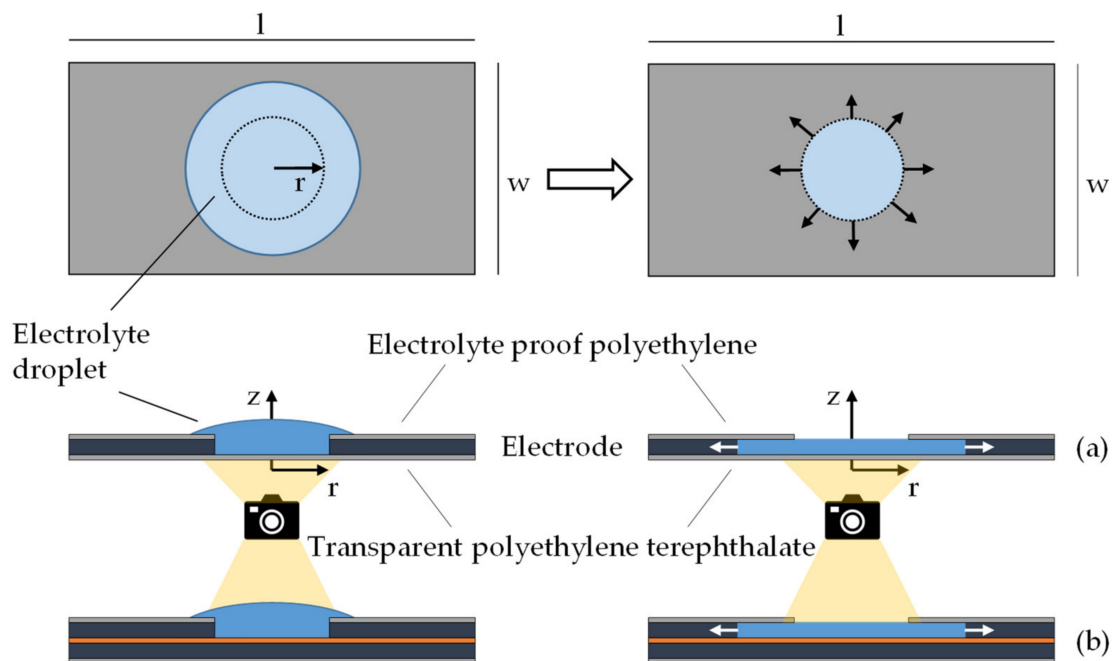 l
l
r
w
w
Electrolyte
droplet
Electrolyte proof polyethylene
z
z
Electrode
(a)
r
r
Transparent polyethylene terephthalate
(b)